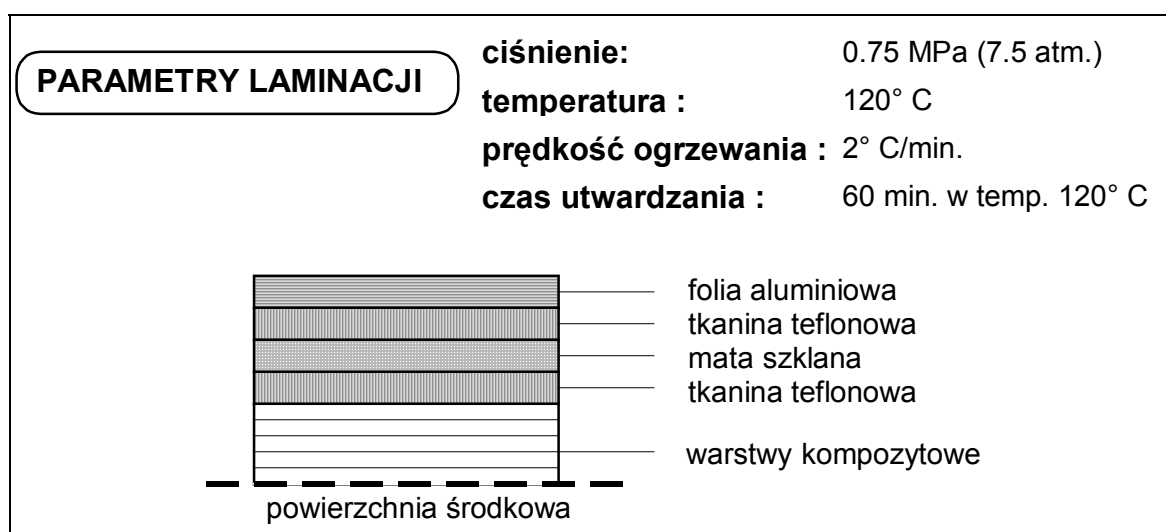 PARAMETRY LAMINACJI
ciśnienie: 0.75 MPa (7.5 atm.)
temperatura : 120° C
prędkość ogrzewania : 2° C/min.
czas utwardzania : 60 min. w temp. 120° C
folia aluminiowa
tkanina teflonowa
mata szklana
tkanina teflonowa
warstwy kompozytowe
powierzchnia środkowa